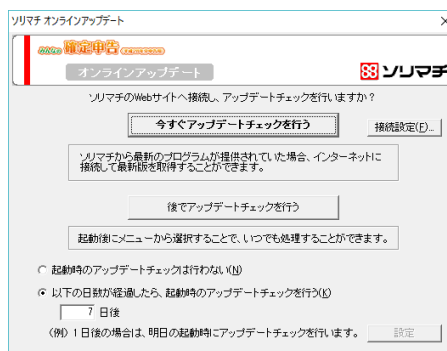 ソリマチ オンラインアップデート
みんなの確定申告
オンラインアップデート
ソリマチ
ソリマチのWebサイトへ接続し、アップデートチェックを行いますか？
今すぐアップデートチェックを行う
接続設定(F)...
ソリマチから最新のプログラムが提供されていた場合、インターネットに
接続して最新版を取得することができます。
後でアップデートチェックを行う
起動後にメニューから選択することで、いつでも処理することができます。
起動時のアップデートチェックは行わない(N)
以下の日数が経過したら、起動時のアップデートチェックを行う(K)
7 日後
(例) 1日後の場合は、明日の起動時にアップデートチェックを行います。
設定